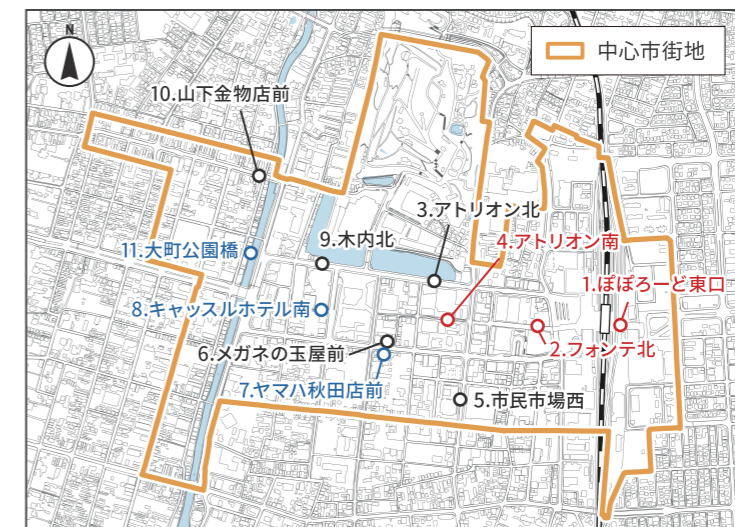 N
中心市街地
10.山下金物店前
3.アトリオン北
9.木内北
4.アトリオン南
11.大町公園橋
1.ぽぽろーど東口
8.キャッスルホテル南
6.メガネの玉屋前
2.フォンテ北
7.ヤマハ秋田店前
5.市民市場西